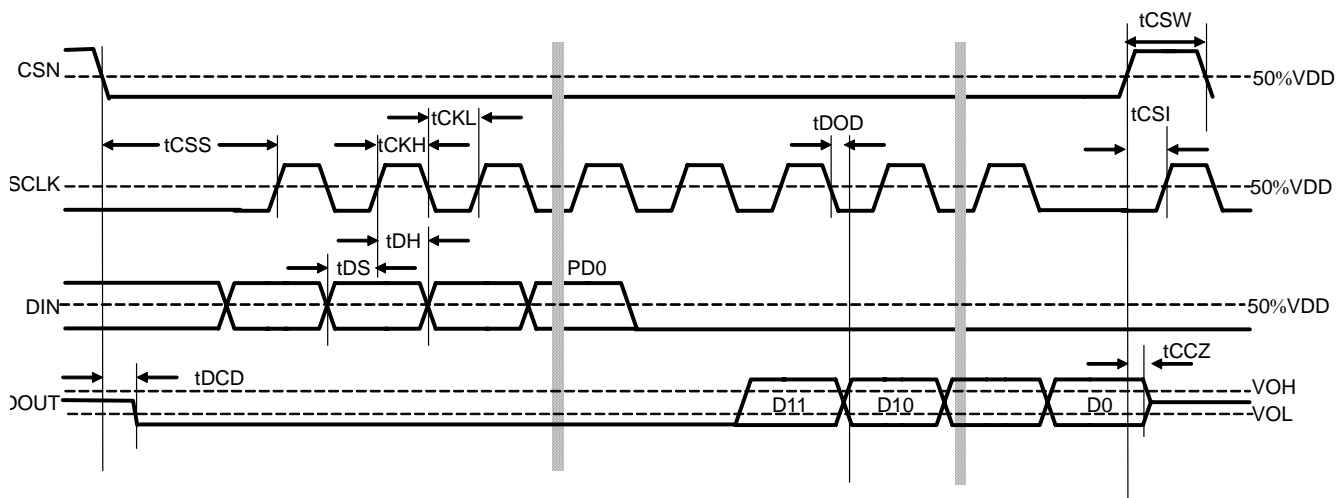 tCSW
CSN
50%VDD
tCKL
tDOD
tCSI
tCSS
tCKH
SCLK
50%VDD
tDH
tDS
PD0
DIN
50%VDD
tCCZ
tDCD
VOH
DOUT
D11
D10
D0
VOL